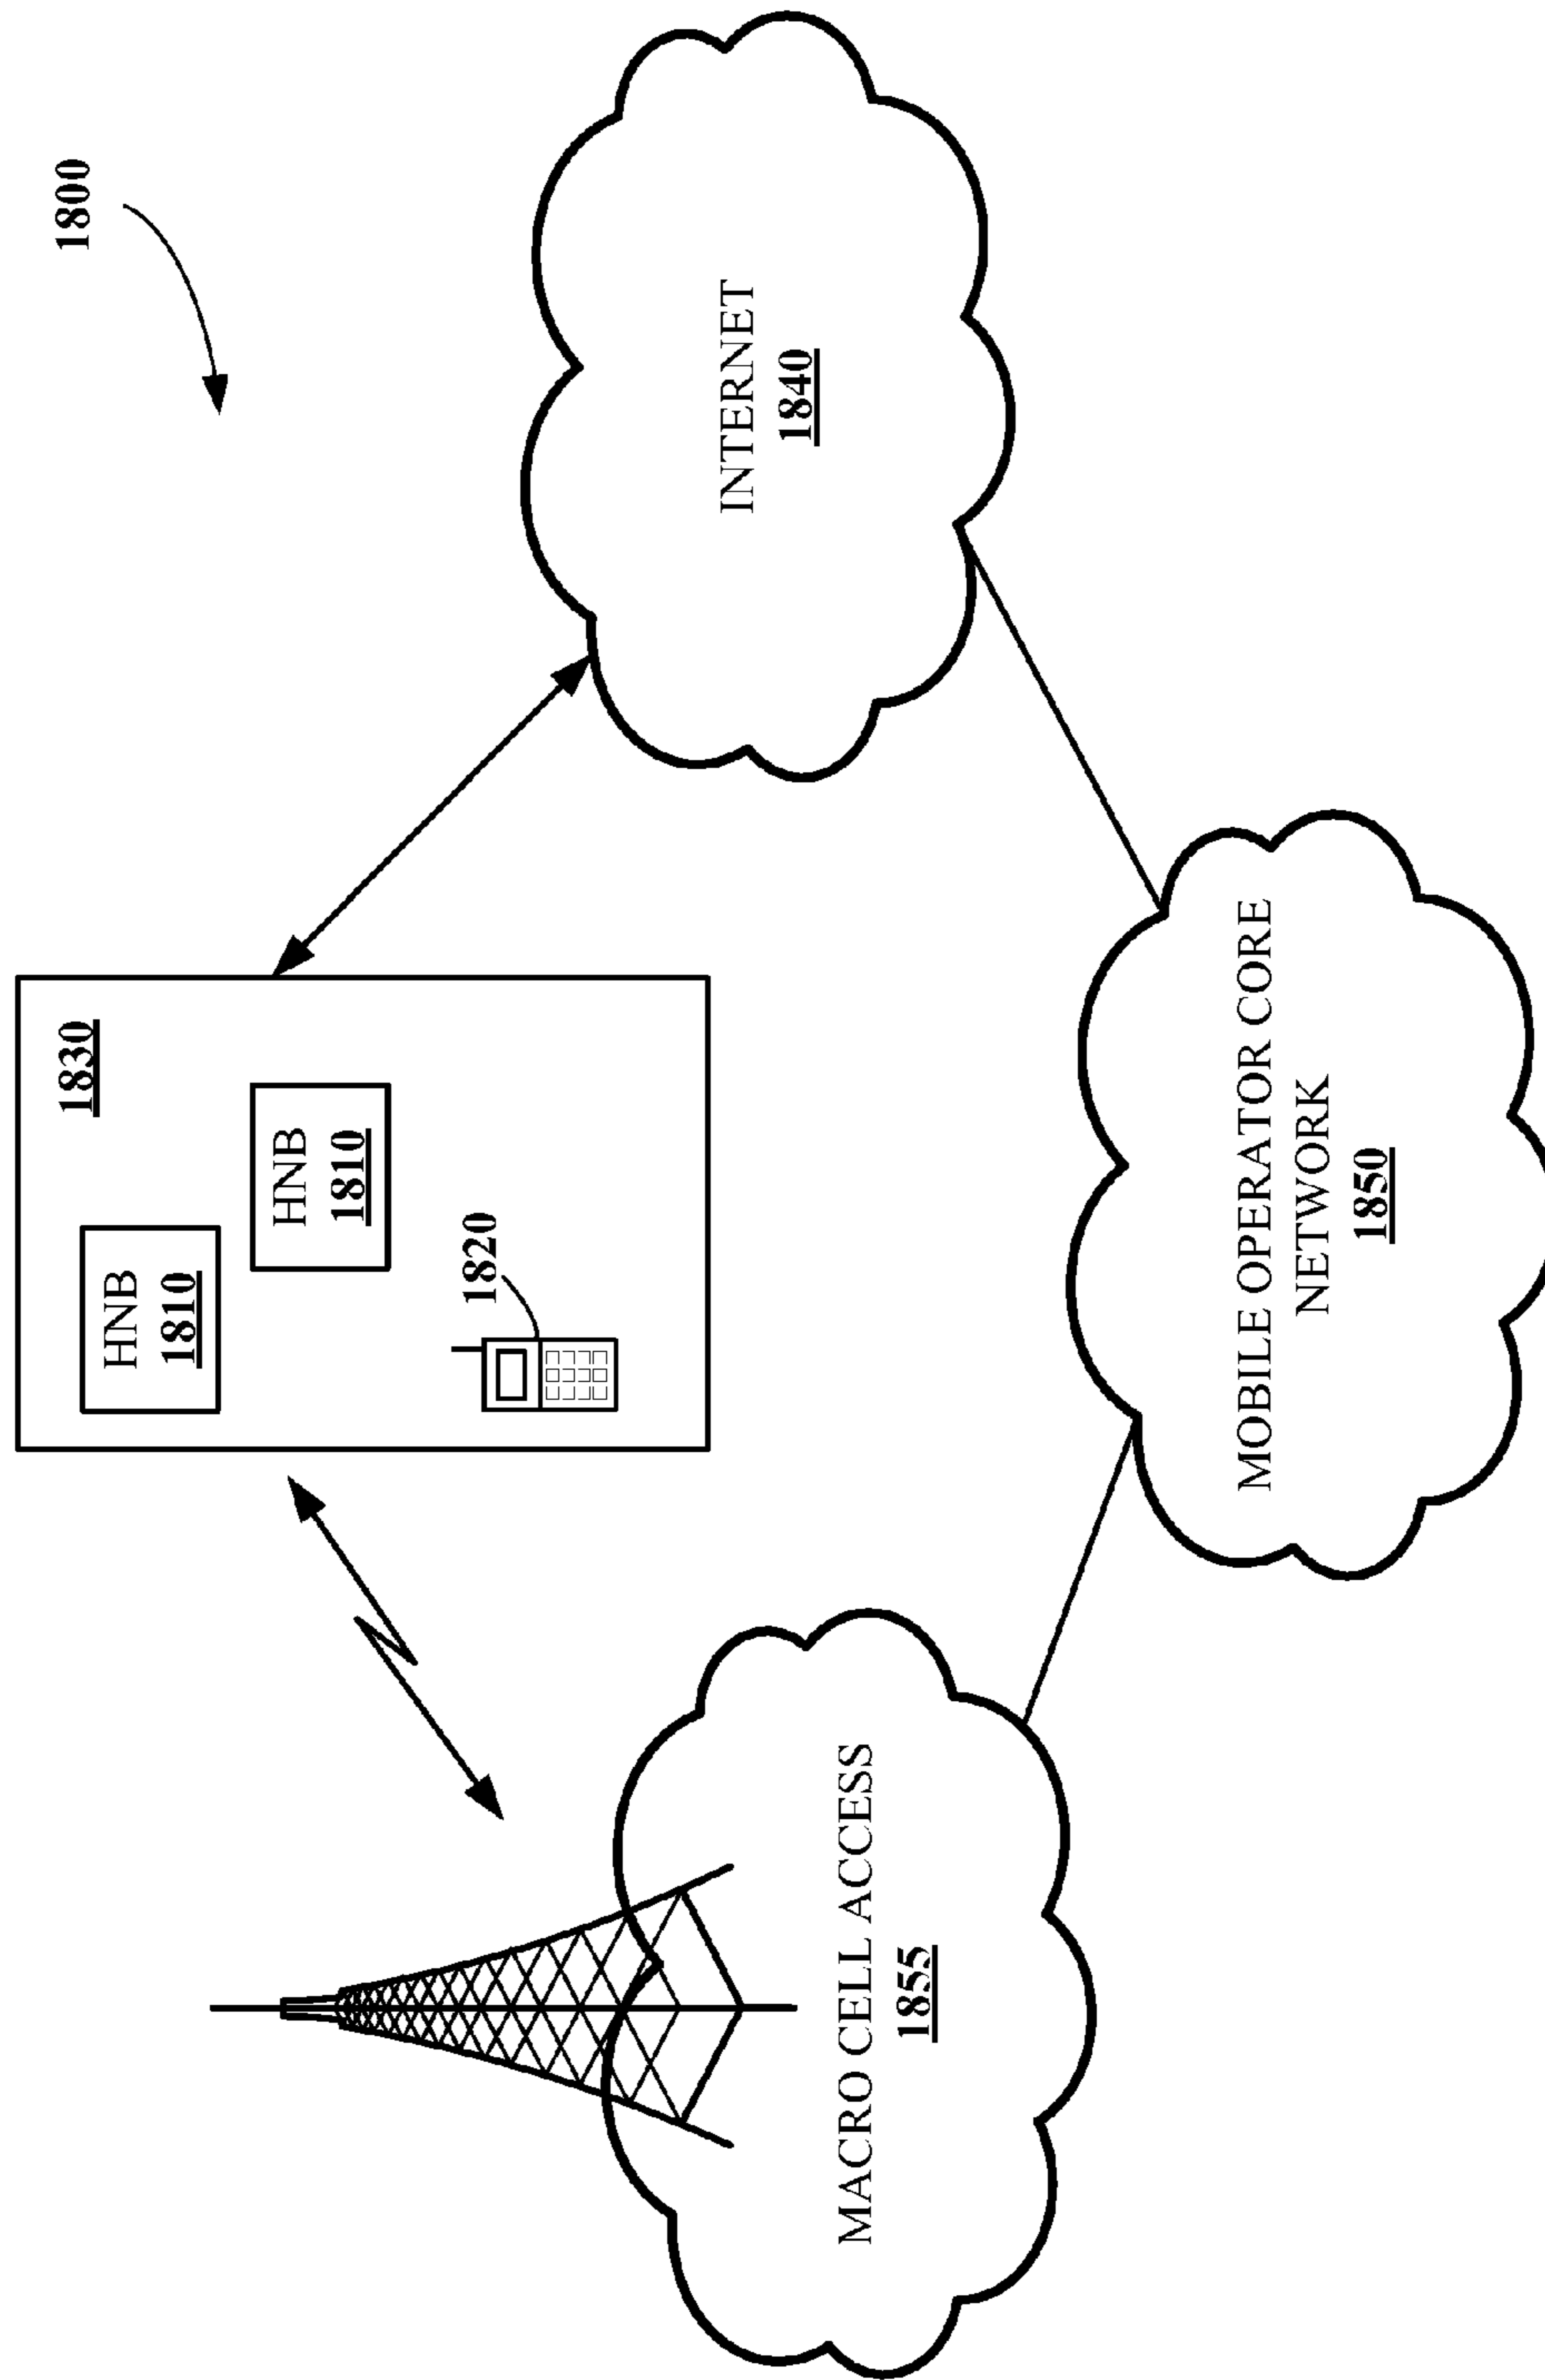 1800
1830
HNB
1810
HNB
1810
1820
INTERNET
1840
MACRO CELL ACCESS
1855
MOBILE OPERATOR CORE
NETWORK
1850